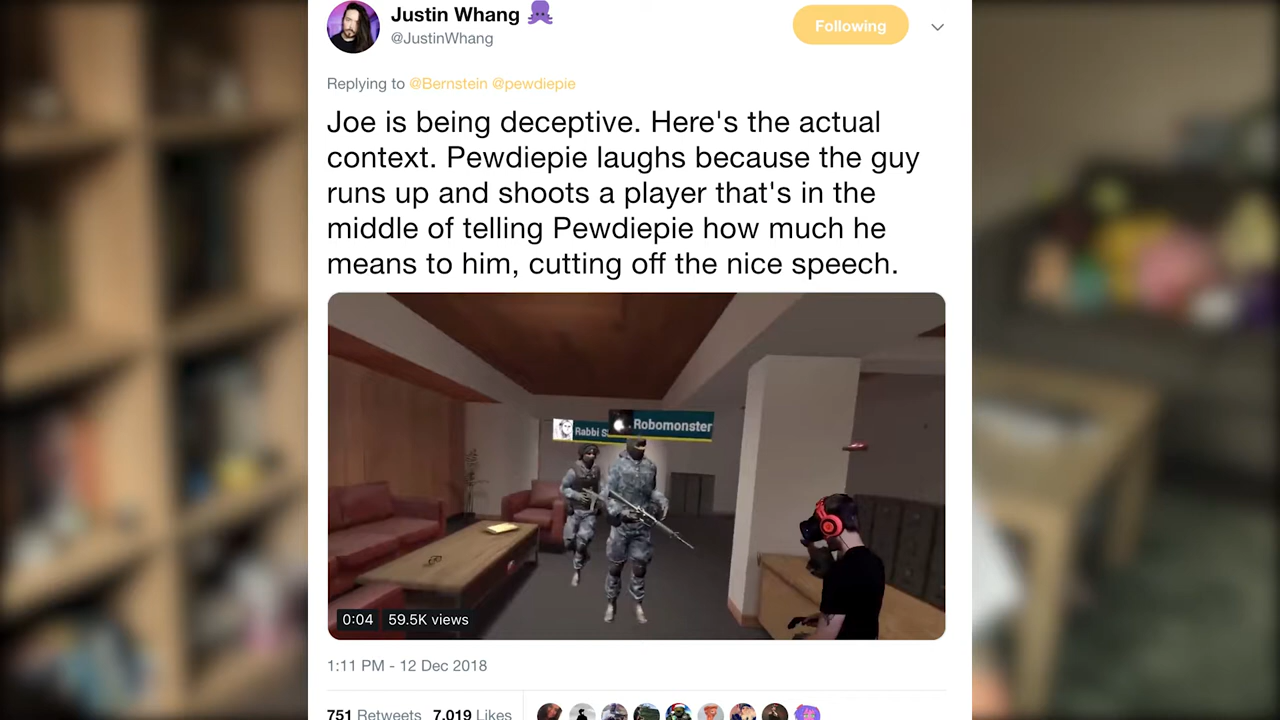 Justin Whang
@JustinWhang
Following
Replying to @Bernstein @pewdiepie
Joe is being deceptive. Here's the actual
context. Pewdiepie laughs because the guy
runs up and shoots a player that's in the
middle of telling Pewdiepie how much he
means to him, cutting off the nice speech.
Robomonster
Rabbi
0:04 59.5K views
1:11 PM - 12 Dec 2018
751 Retweets 7,019 Likes